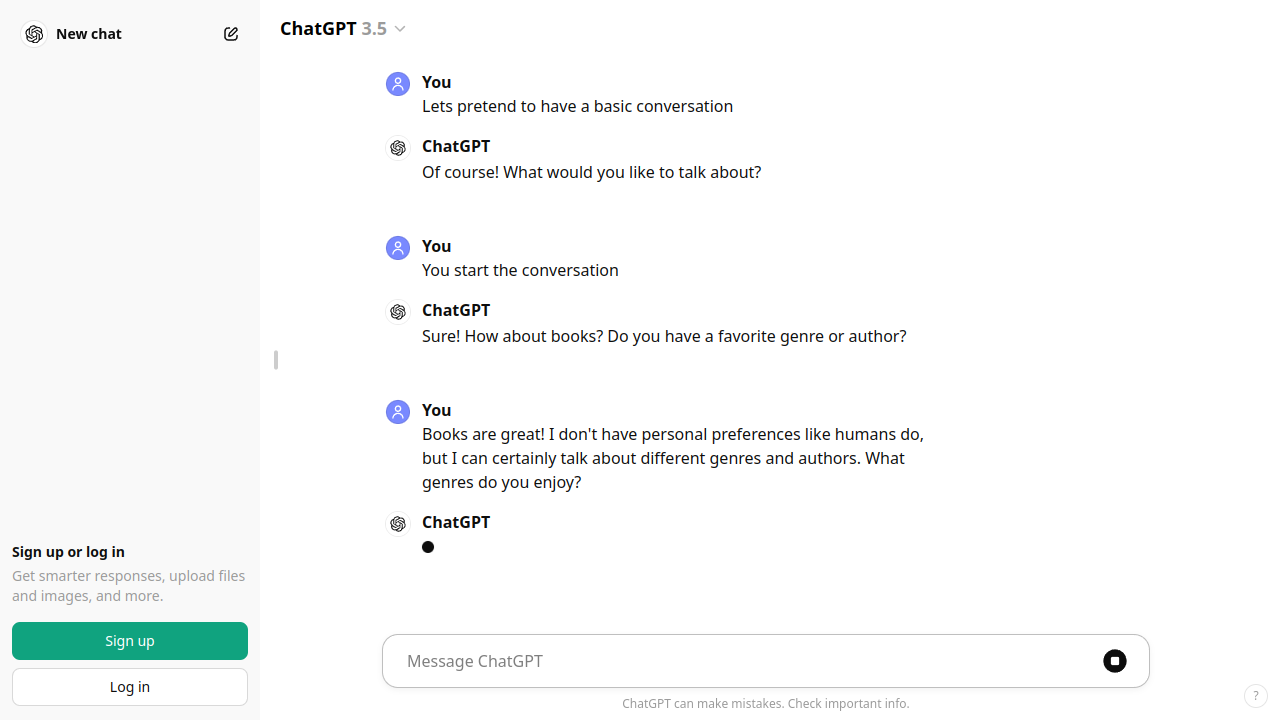 New chat
ChatGPT 3.5
You
Lets pretend to have a basic conversation
ChatGPT
Of course! What would you like to talk about?
You
You start the conversation
ChatGPT
Sure! How about books? Do you have a favorite genre or author?
You
Books are great! I don't have personal preferences like humans do,
but I can certainly talk about different genres and authors. What
genres do you enjoy?
ChatGPT
Sign up or log in
Get smarter responses, upload files
and images, and more.
Sign up
Log in
Message ChatGPT
ChatGPT can make mistakes. Check important info.
?